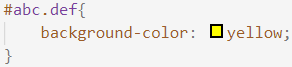 #abc.def{
    background-color: yellow;
}